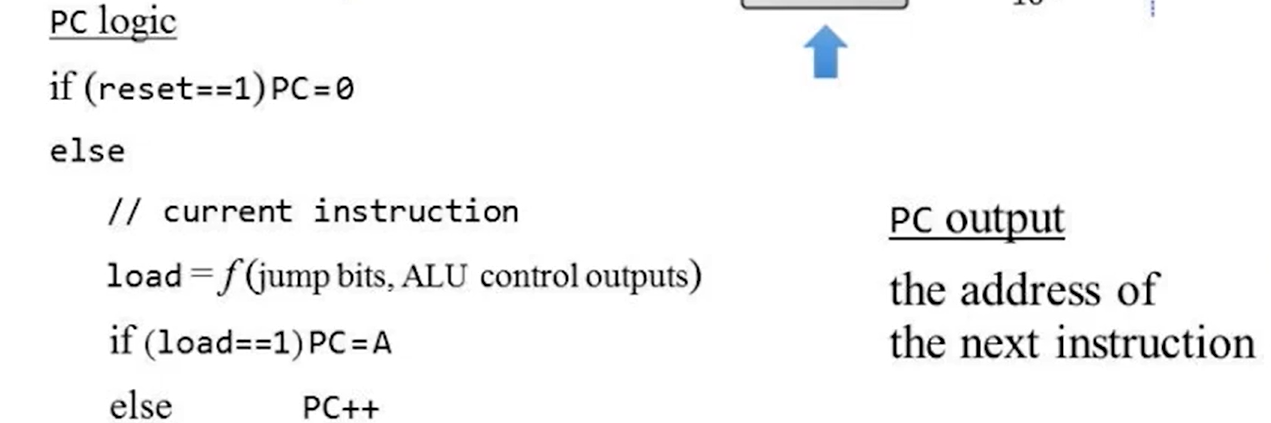 PC logic
if (reset==1) PC=0
else
// current instruction
load = f (jump bits, ALU control outputs)
if (load==1) PC=A
else PC++
PC output
the address of
the next instruction